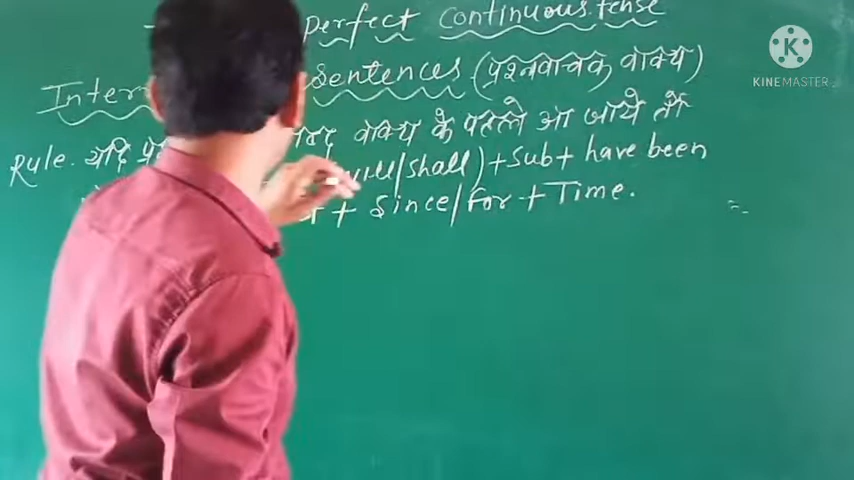 Perfect Continuous tense
Sentences (प्रश्नवाचक वाक्य)
Rule. यदि वाक्य के पहले आ जाये तो
will/shall) + Sub + have been
+ Since/for + Time.
KINEMASTER